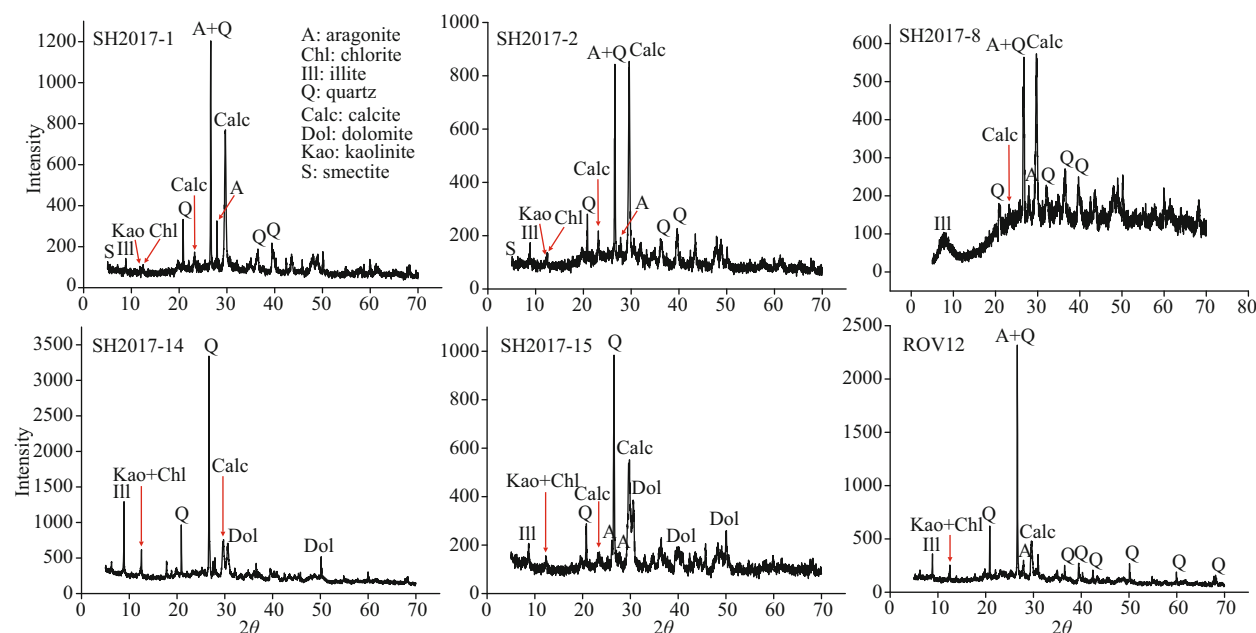 SH2017-1
A+Q
A: aragonite
Chl: chlorite
Ill: illite
Q: quartz
Calc: calcite
Dol: dolomite
Kao: kaolinite
S: smectite
Calc
Calc
A
Q
Kao Chl
S Ill
Q Q
Intensity
1200
1000
800
600
400
200
0
0 10 20 30 40 50 60 70
SH2017-2
A+Q Calc
Calc
Kao Chl
Q
A
Ill
S
Q Q
1000
800
600
400
200
0
0 10 20 30 40 50 60 70
SH2017-8
A+Q Calc
Calc
Q A Q Q Q
Ill
600
500
400
300
200
100
0
0 10 20 30 40 50 60 70 80
SH2017-14
Q
Kao+Chl Calc
Ill
Q
Dol
Dol
Intensity
3500
3000
2500
2000
1500
1000
500
0
0 10 20 30 40 50 60 70
2θ
SH2017-15
Q
Calc
Kao+Chl
Calc
Dol
Q
Ill A A
Dol
Dol
1000
800
600
400
200
0
0 10 20 30 40 50 60 70
2θ
ROV12
A+Q
Q
Kao+Chl
Ill
A Calc
Q Q Q Q Q Q
2500
2000
1500
1000
500
0
0 10 20 30 40 50 60 70
2θ